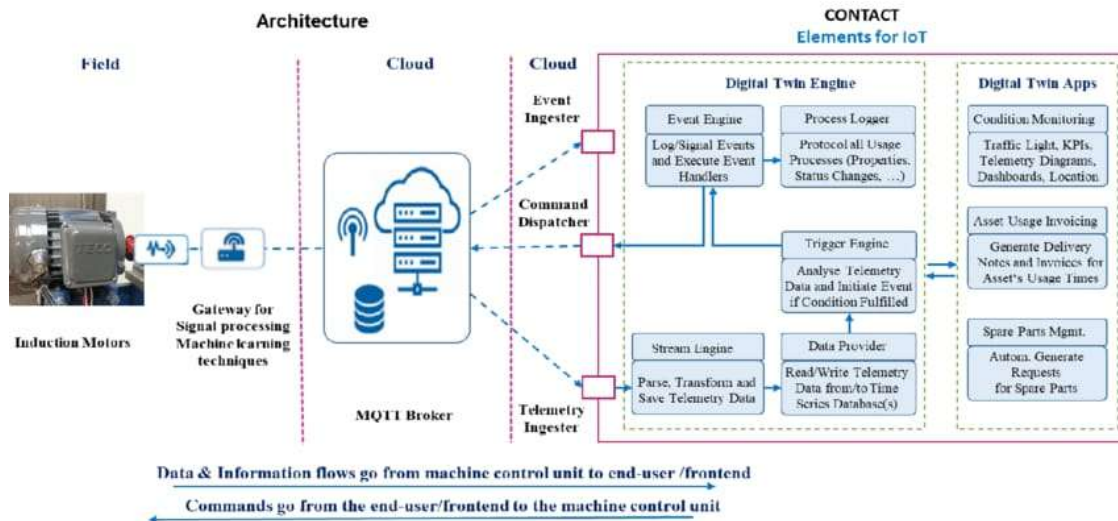 Architecture
CONTACT
Elements for IoT
Field
Cloud
Cloud
Event
Ingester
Command
Dispatcher
Telemetry
Ingester
Induction Motors
Gateway for
Signal processing
Machine learning
techniques
MQTT Broker
TECO
Digital Twin Engine
Event Engine
Log/Signal Events
and Execute Event
Handlers
Process Logger
Protocol all Usage
Processes (Properties,
Status Changes, …)
Trigger Engine
Analyse Telemetry
Data and Initiate Event
if Condition Fulfilled
Stream Engine
Parse, Transform and
Save Telemetry Data
Data Provider
Read/Write Telemetry
Data from/to Time
Series Database(s)
Digital Twin Apps
Condition Monitoring
Traffic Light, KPIs,
Telemetry Diagrams,
Dashboards, Location
Asset Usage Invoicing
Generate Delivery
Notes and Invoices for
Asset's Usage Times
Spare Parts Mgmt.
Autom. Generate
Requests
for Spare Parts
Data & Information flows go from machine control unit to end-user /frontend
Commands go from the end-user/frontend to the machine control unit